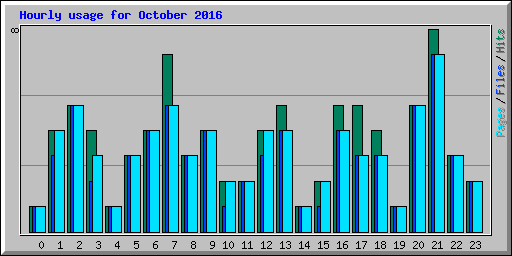 Hourly usage for October 2016
8
Pages / Files / Hits
0 1 2 3 4 5 6 7 8 9 10 11 12 13 14 15 16 17 18 19 20 21 22 23